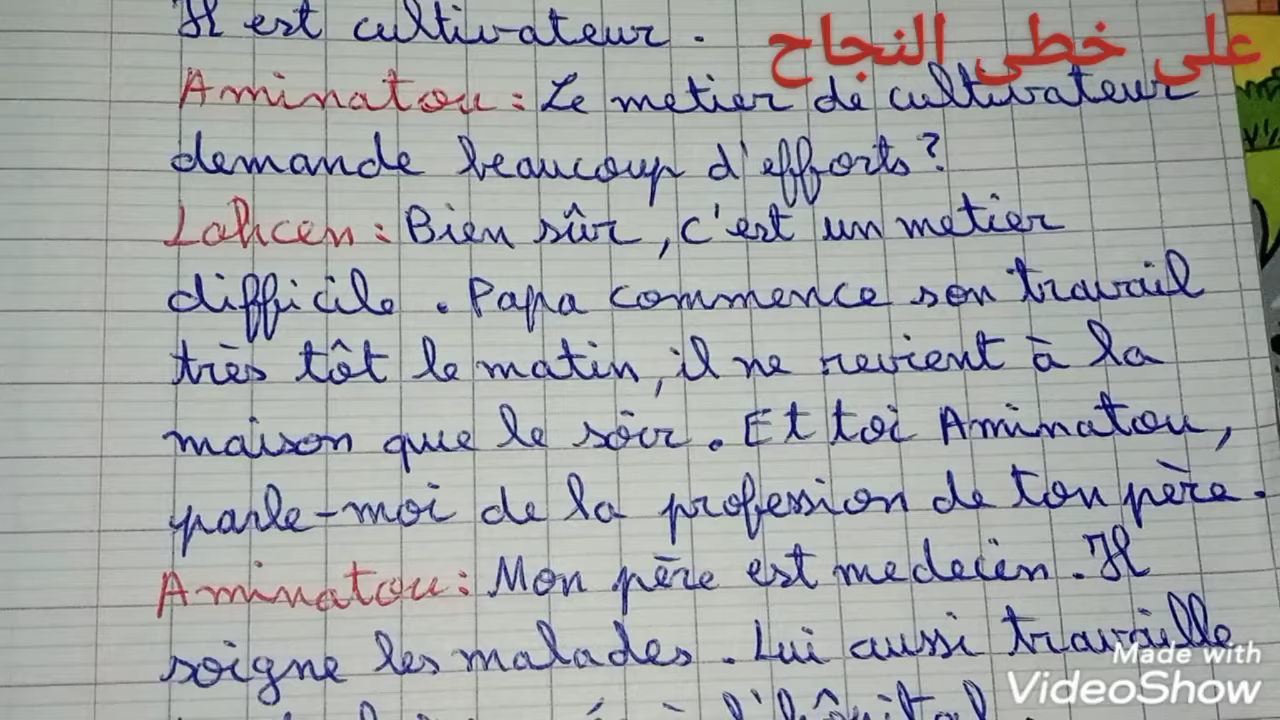 Il est cultivateur.
على خطى النجاح
Aminatou : Le metier de cultivateur
demande beaucoup d'efforts?
Lahcen : Bien sûr, c'est un metier
difficile. Papa commence son travail
très tôt le matin, il ne revient à la
maison que le soir. Et toi Aminatou,
parle-moi de la profession de ton père.
Aminatou : Mon père est medecin. Il
soigne les malades. Lui aussi travaille
à l'hôpital
Made with
VideoShow